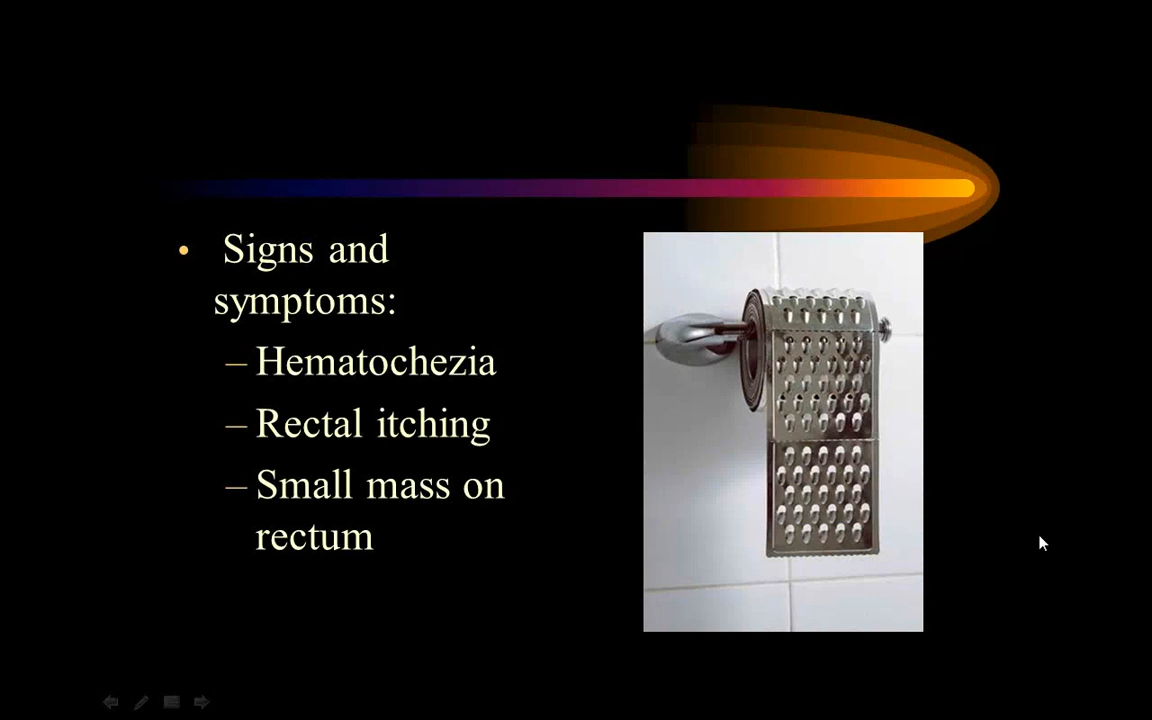 • Signs and
symptoms:
– Hematochezia
– Rectal itching
– Small mass on
rectum